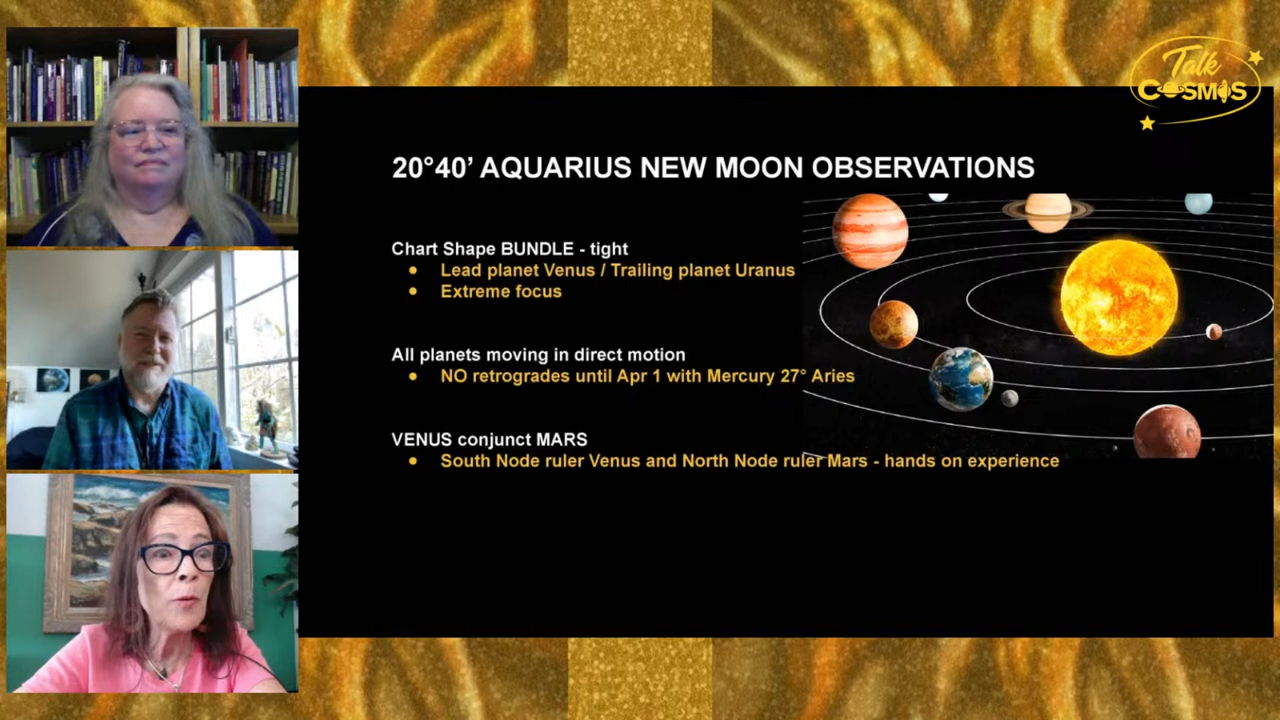 Talk
COSMOS
20°40’ AQUARIUS NEW MOON OBSERVATIONS
Chart Shape BUNDLE - tight
● Lead planet Venus / Trailing planet Uranus
● Extreme focus
All planets moving in direct motion
● NO retrogrades until Apr 1 with Mercury 27° Aries
VENUS conjunct MARS
● South Node ruler Venus and North Node ruler Mars - hands on experience